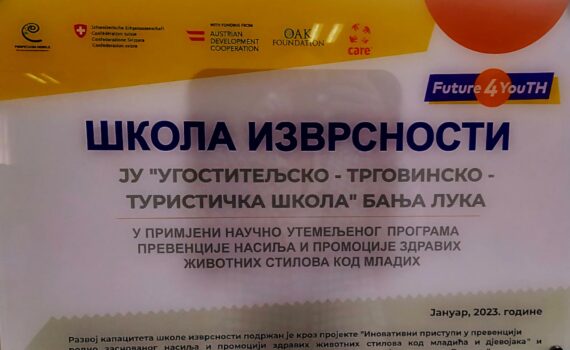 Schweizerische Eidgenossenschaft
Confédération suisse
Confederazione Svizzera
Confederaziun svizra
WITH FUNDING FROM
AUSTRIAN
DEVELOPMENT
COOPERATION
OAK
FOUNDATION
care
Future 4 YouTH
ШКОЛА ИЗВРСНОСТИ
ЈУ "УГОСТИТЕЉСКО - ТРГОВИНСКО -
ТУРИСТИЧКА ШКОЛА" БАЊА ЛУКА
У ПРИМЈЕНИ НАУЧНО УТЕМЕЉЕНОГ ПРОГРАМА
ПРЕВЕНЦИЈЕ НАСИЉА И ПРОМОЦИЈЕ ЗДРАВИХ
ЖИВОТНИХ СТИЛОВА КОД МЛАДИХ
Јануар, 2023. године
Развој капацитета школе изврсности подржан је кроз пројекте "Иновативни приступи у превенцији
родно заснованог насиља и промоцији здравих животних стилова код младића и дјевојака" и